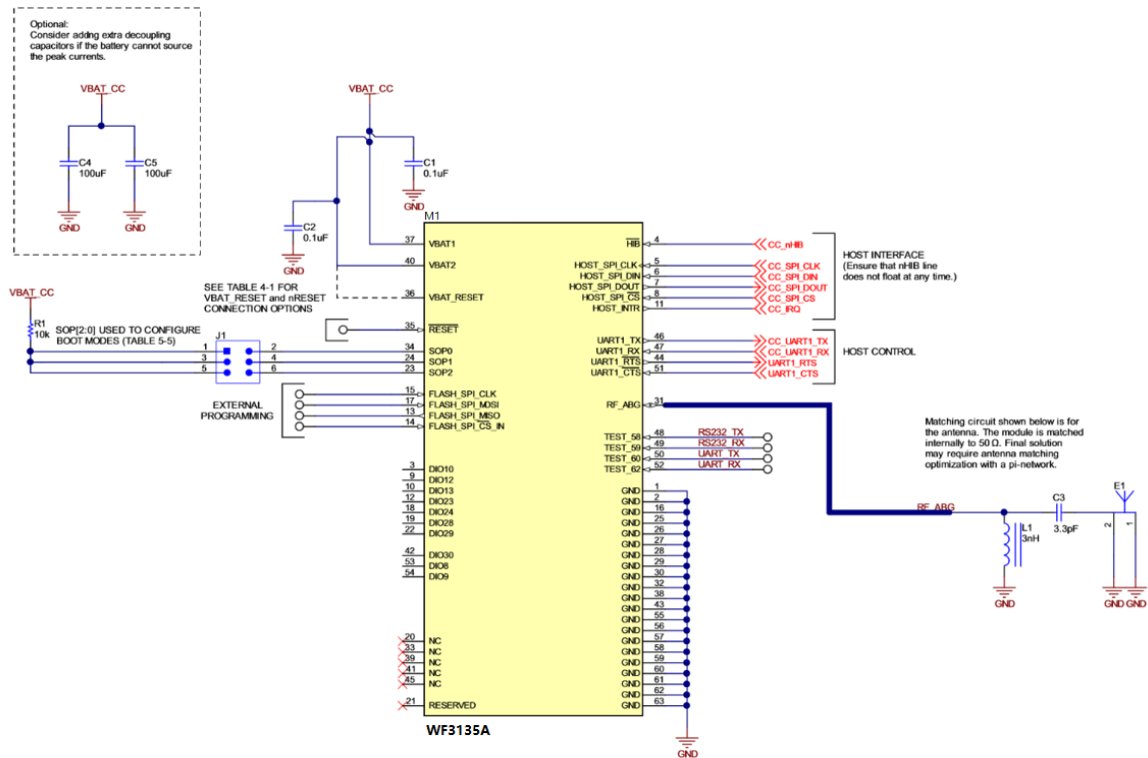 Optional:
Consider adding extra decoupling
capacitors if the battery cannot source
the peak currents.
VBAT_CC
C4
100uF
C5
100uF
GND
GND
VBAT_CC
C1
0.1uF
GND
C2
0.1uF
GND
M1
SEE TABLE 4-1 FOR
VBAT_RESET and nRESET
CONNECTION OPTIONS
VBAT_CC
R1
10k
SOP[2:0] USED TO CONFIGURE
BOOT MODES (TABLE 5-5)
J1
1 2
3 4
5 6
EXTERNAL
PROGRAMMING
37 VBAT1
40 VBAT2
36 VBAT_RESET
35 RESET
34 SOP0
24 SOP1
23 SOP2
15 FLASH_SPI_CLK
17 FLASH_SPI_MOSI
13 FLASH_SPI_MISO
14 FLASH_SPI_CS_IN
3 DIO10
9 DIO12
10 DIO13
12 DIO23
18 DIO24
19 DIO28
22 DIO29
42 DIO30
53 DIO8
54 DIO9
20 NC
33 NC
39 NC
41 NC
45 NC
21 RESERVED
WF3135A
HIB 4 CC_nHIB
HOST_SPI_CLK 5 CC_SPI_CLK
HOST_SPI_DIN 6 CC_SPI_DIN
HOST_SPI_DOUT 7 CC_SPI_DOUT
HOST_SPI_CS 8 CC_SPI_CS
HOST_INTR 11 CC_IRQ
HOST INTERFACE
(Ensure that nHIB line
does not float at any time.)
UART1_TX 46 CC_UART1_TX
UART1_RX 47 CC_UART1_RX
UART1_RTS 44 UART1_RTS
UART1_CTS 51 UART1_CTS
HOST CONTROL
RF_ABG 31
TEST_58 48 RS232_TX
TEST_59 49 RS232_RX
TEST_60 50 UART_TX
TEST_62 52 UART_RX
GND 1
GND 2
GND 16
GND 25
GND 26
GND 27
GND 28
GND 29
GND 30
GND 32
GND 38
GND 43
GND 55
GND 56
GND 57
GND 58
GND 59
GND 60
GND 61
GND 62
GND 63
GND
Matching circuit shown below is for
the antenna. The module is matched
internally to 50 Ω. Final solution
may require antenna matching
optimization with a pi-network.
RF_ABG
L1
3nH
GND
C3
3.3pF
E1
2 1
GND GND